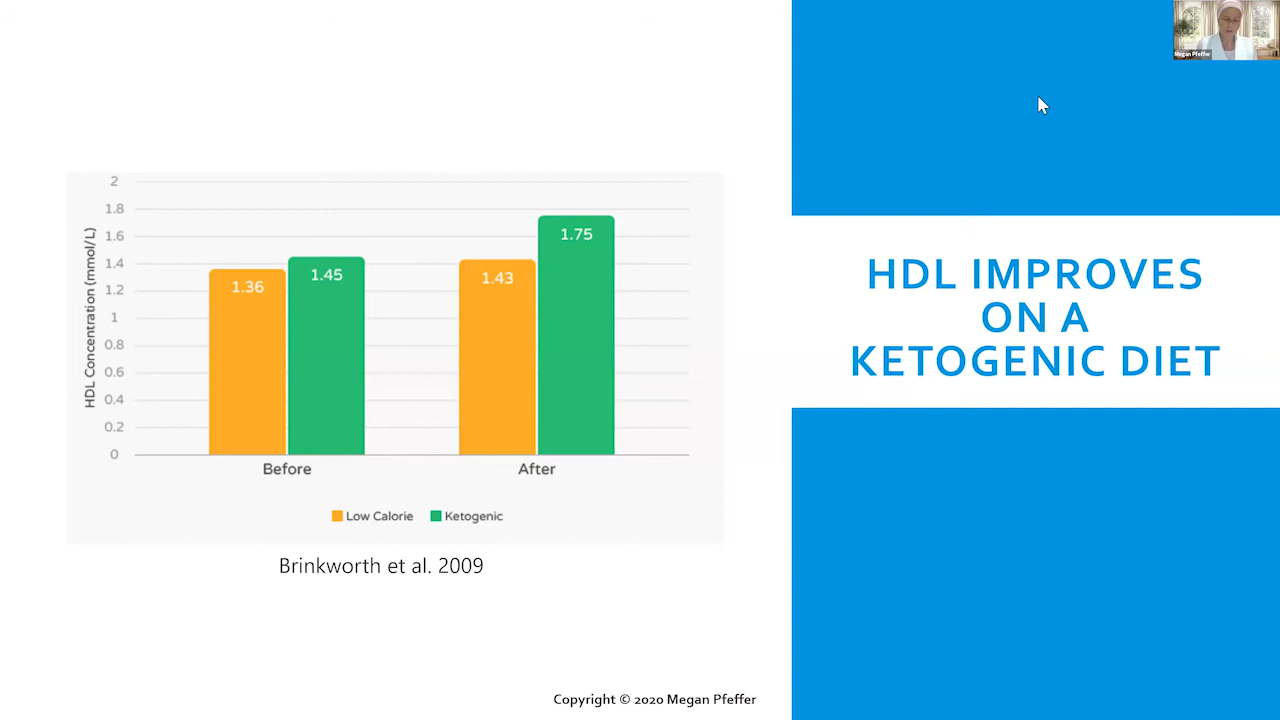 2
1.8
1.6
1.4
1.2
1
0.8
0.6
0.4
0.2
0
HDL Concentration (mmol/L)
1.36
1.45
1.43
1.75
Before
After
Low Calorie
Ketogenic
Brinkworth et al. 2009
Copyright © 2020 Megan Pfeffer
Megan Pfeffer
HDL IMPROVES
ON A
KETOGENIC DIET